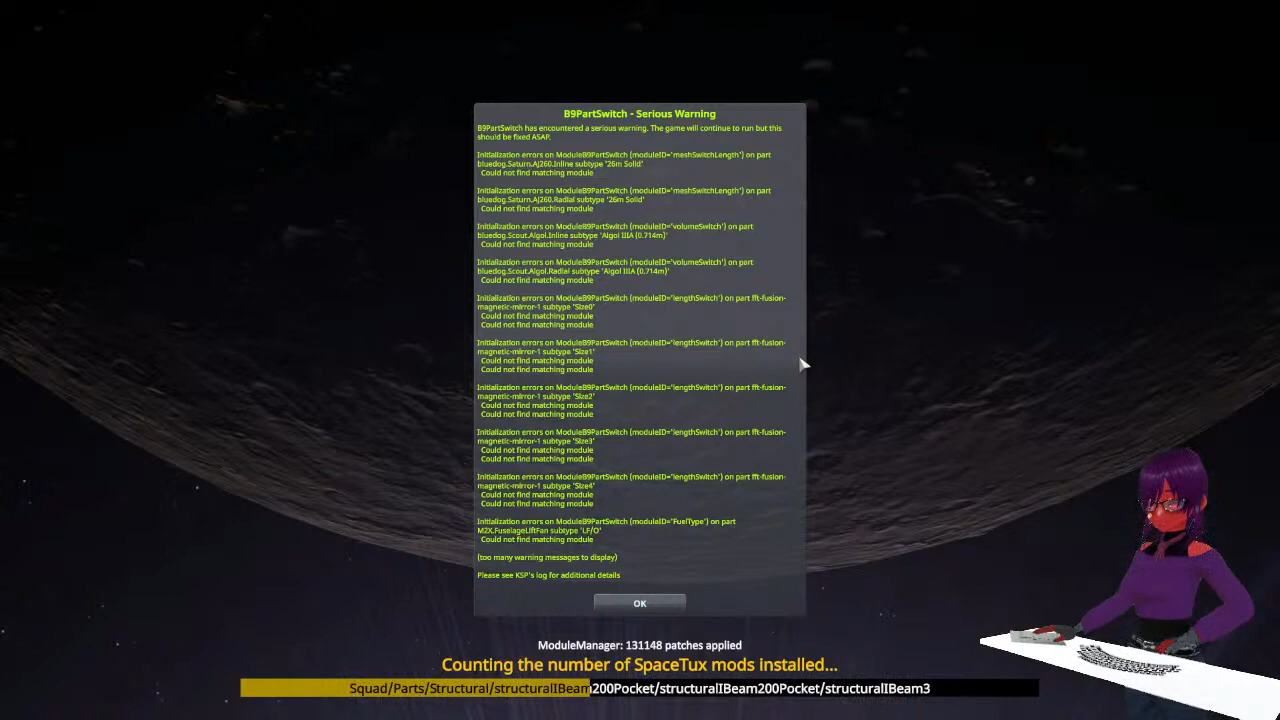 B9PartSwitch - Serious Warning
B9PartSwitch has encountered a serious warning. The game will continue to run but this
should be fixed ASAP.
Initialization errors on ModuleB9PartSwitch (moduleID='meshSwitchLength') on part
bluedog.Saturn.AJ260.Inline subtype '26m Solid'
Could not find matching module
Initialization errors on ModuleB9PartSwitch (moduleID='meshSwitchLength') on part
bluedog.Saturn.AJ260.Radial subtype '26m Solid'
Could not find matching module
Initialization errors on ModuleB9PartSwitch (moduleID='volumeSwitch') on part
bluedog.Scout.Algol.Inline subtype 'Algol IIIA (0.714m)'
Could not find matching module
Initialization errors on ModuleB9PartSwitch (moduleID='volumeSwitch') on part
bluedog.Scout.Algol.Radial subtype 'Algol IIIA (0.714m)'
Could not find matching module
Initialization errors on ModuleB9PartSwitch (moduleID='lengthSwitch') on part fft-fusion-
magnetic-mirror-1 subtype 'Size0'
Could not find matching module
Could not find matching module
Initialization errors on ModuleB9PartSwitch (moduleID='lengthSwitch') on part fft-fusion-
magnetic-mirror-1 subtype 'Size1'
Could not find matching module
Could not find matching module
Initialization errors on ModuleB9PartSwitch (moduleID='lengthSwitch') on part fft-fusion-
magnetic-mirror-1 subtype 'Size2'
Could not find matching module
Could not find matching module
Initialization errors on ModuleB9PartSwitch (moduleID='lengthSwitch') on part fft-fusion-
magnetic-mirror-1 subtype 'Size3'
Could not find matching module
Could not find matching module
Initialization errors on ModuleB9PartSwitch (moduleID='lengthSwitch') on part fft-fusion-
magnetic-mirror-1 subtype 'Size4'
Could not find matching module
Could not find matching module
Initialization errors on ModuleB9PartSwitch (moduleID='FuelType') on part
M2X.FuselageLiftFan subtype 'LF/O'
Could not find matching module
(too many warning messages to display)
Please see KSP's log for additional details
OK
ModuleManager: 131148 patches applied
Counting the number of SpaceTux mods installed...
Squad/Parts/Structural/structuralIBeam200Pocket/structuralIBeam200Pocket/structuralIBeam3